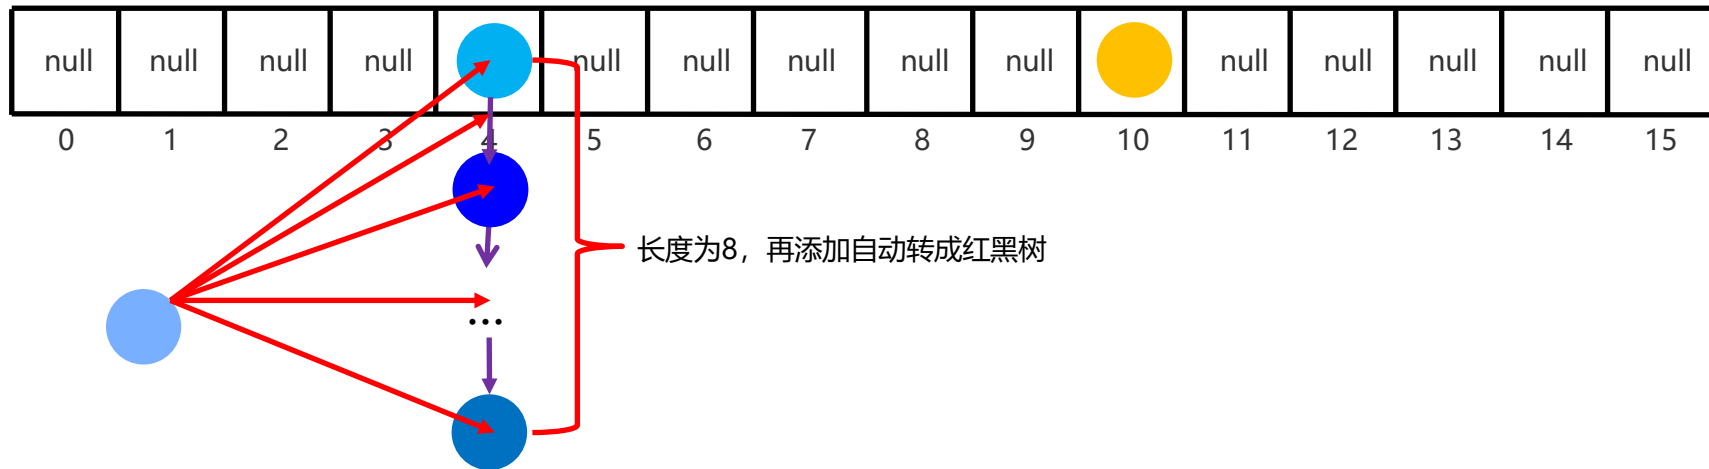 null null null null null null null null null null null null null null
0 1 2 3 4 5 6 7 8 9 10 11 12 13 14 15
长度为8，再添加自动转成红黑树
...